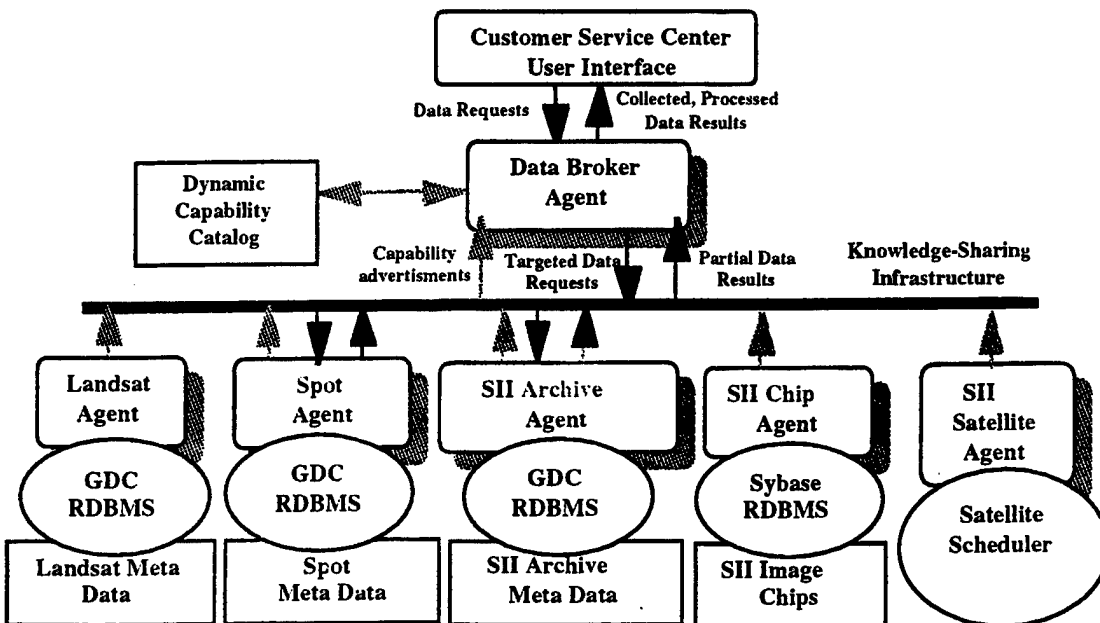 Customer Service Center
User Interface
Data Requests
Collected, Processed
Data Results
Data Broker
Agent
Dynamic
Capability
Catalog
Capability
advertisments
Targeted Data
Requests
Partial Data
Results
Knowledge-Sharing
Infrastructure
Landsat
Agent
Spot
Agent
SII Archive
Agent
SII Chip
Agent
SII
Satellite
Agent
GDC
RDBMS
GDC
RDBMS
GDC
RDBMS
Sybase
RDBMS
Satellite
Scheduler
Landsat Meta
Data
Spot
Meta Data
SII Archive
Meta Data
SII Image
Chips